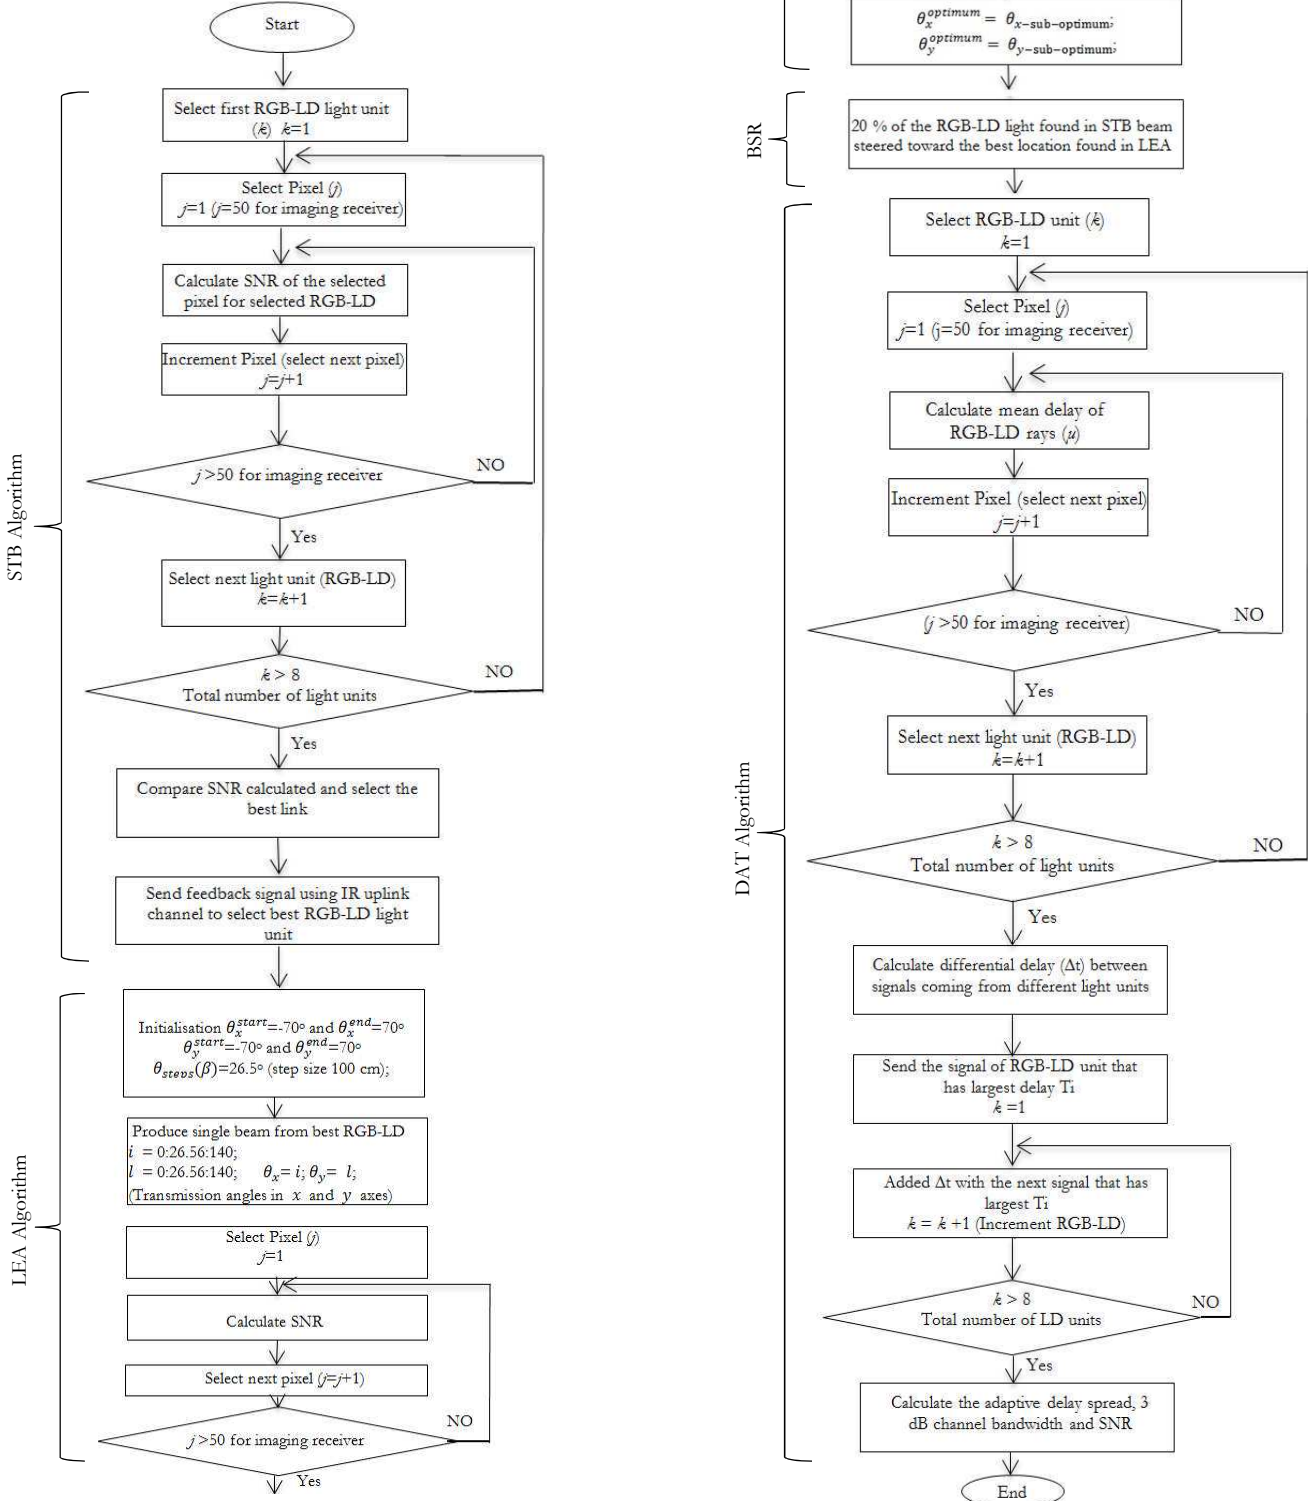 Start
STB Algorithm
Select first RGB-LD light unit
(k) k=1
Select Pixel (j)
j=1 (j=50 for imaging receiver)
Calculate SNR of the selected
pixel for selected RGB-LD
Increment Pixel (select next pixel)
j=j+1
j >50 for imaging receiver
NO
Yes
Select next light unit (RGB-LD)
k=k+1
k > 8
Total number of light units
NO
Yes
Compare SNR calculated and select the
best link
Send feedback signal using IR uplink
channel to select best RGB-LD light
unit
LEA Algorithm
Initialisation θ_x^start=-70° and θ_x^end=70°
θ_y^start=-70° and θ_y^end=70°
θ_steps(β)=26.5° (step size 100 cm);
Produce single beam from best RGB-LD
i = 0:26.56:140;
l = 0:26.56:140; θ_x= i; θ_y= l;
(Transmission angles in x and y axes)
Select Pixel (j)
j=1
Calculate SNR
Select next pixel (j=j+1)
j >50 for imaging receiver
NO
Yes
θ_x^optimum = θ_x-sub-optimum;
θ_y^optimum = θ_y-sub-optimum;
BSR
20 % of the RGB-LD light found in STB beam
steered toward the best location found in LEA
DAT Algorithm
Select RGB-LD unit (k)
k=1
Select Pixel (j)
j=1 (j=50 for imaging receiver)
Calculate mean delay of
RGB-LD rays (u)
Increment Pixel (select next pixel)
j=j+1
(j >50 for imaging receiver)
NO
Yes
Select next light unit (RGB-LD)
k=k+1
k > 8
Total number of light units
NO
Yes
Calculate differential delay (Δt) between
signals coming from different light units
Send the signal of RGB-LD unit that
has largest delay Ti
k =1
Added Δt with the next signal that has
largest Ti
k = k +1 (Increment RGB-LD)
k > 8
Total number of LD units
NO
Yes
Calculate the adaptive delay spread, 3
dB channel bandwidth and SNR
End